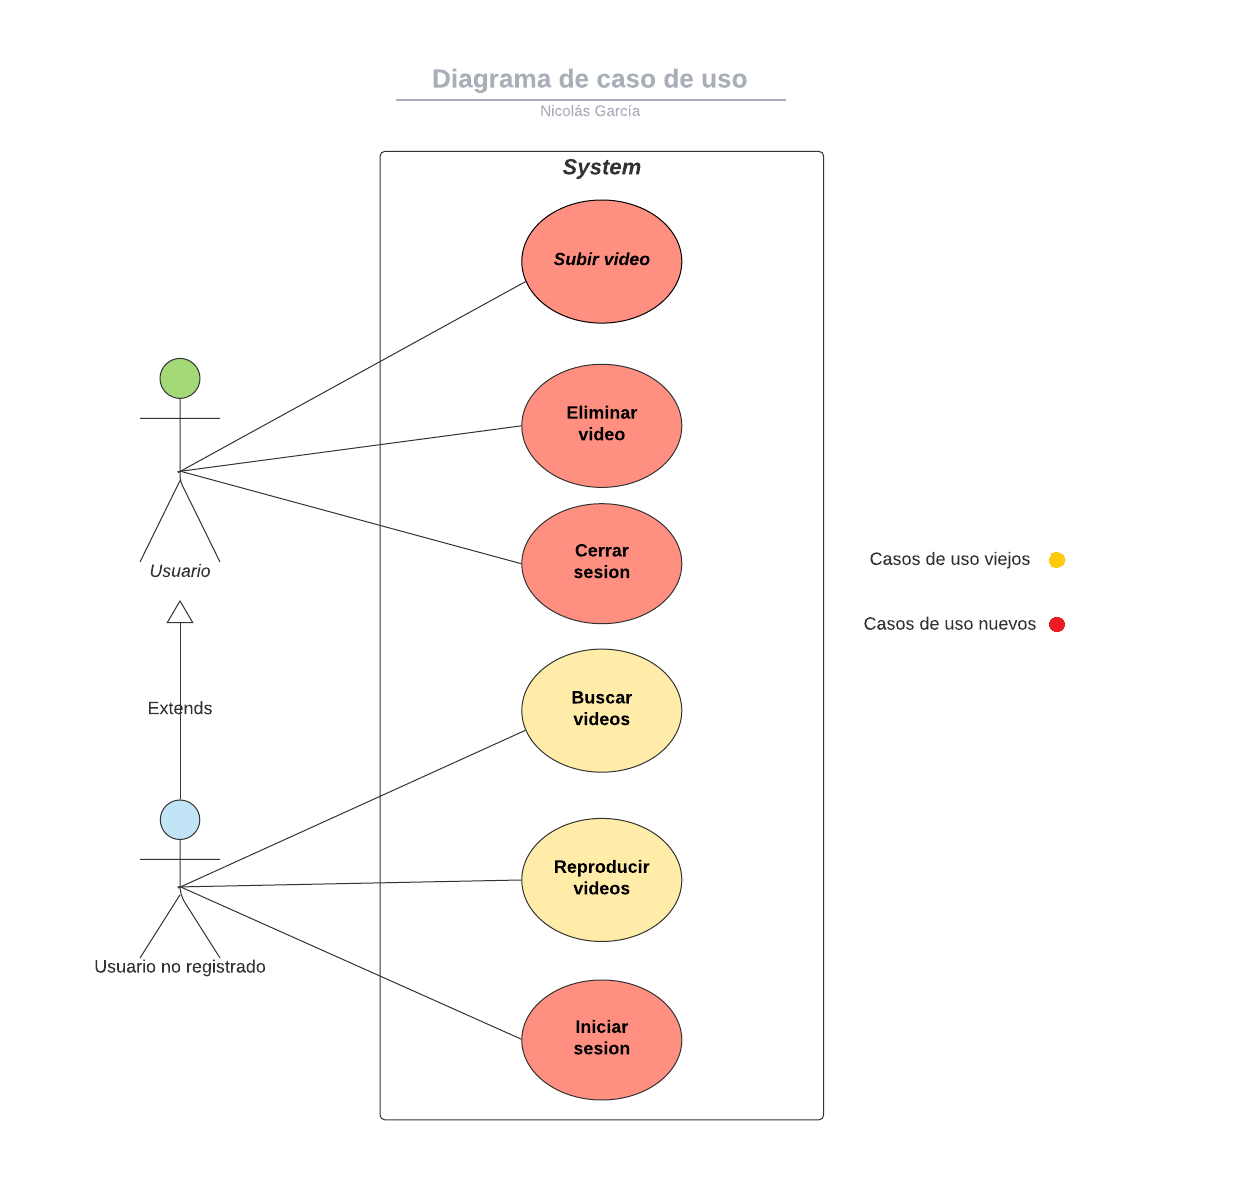 Diagrama de caso de uso
Nicolás García
System
Subir video
Eliminar
video
Cerrar
sesion
Usuario
Casos de uso viejos
Casos de uso nuevos
Extends
Buscar
videos
Reproducir
videos
Usuario no registrado
Iniciar
sesion